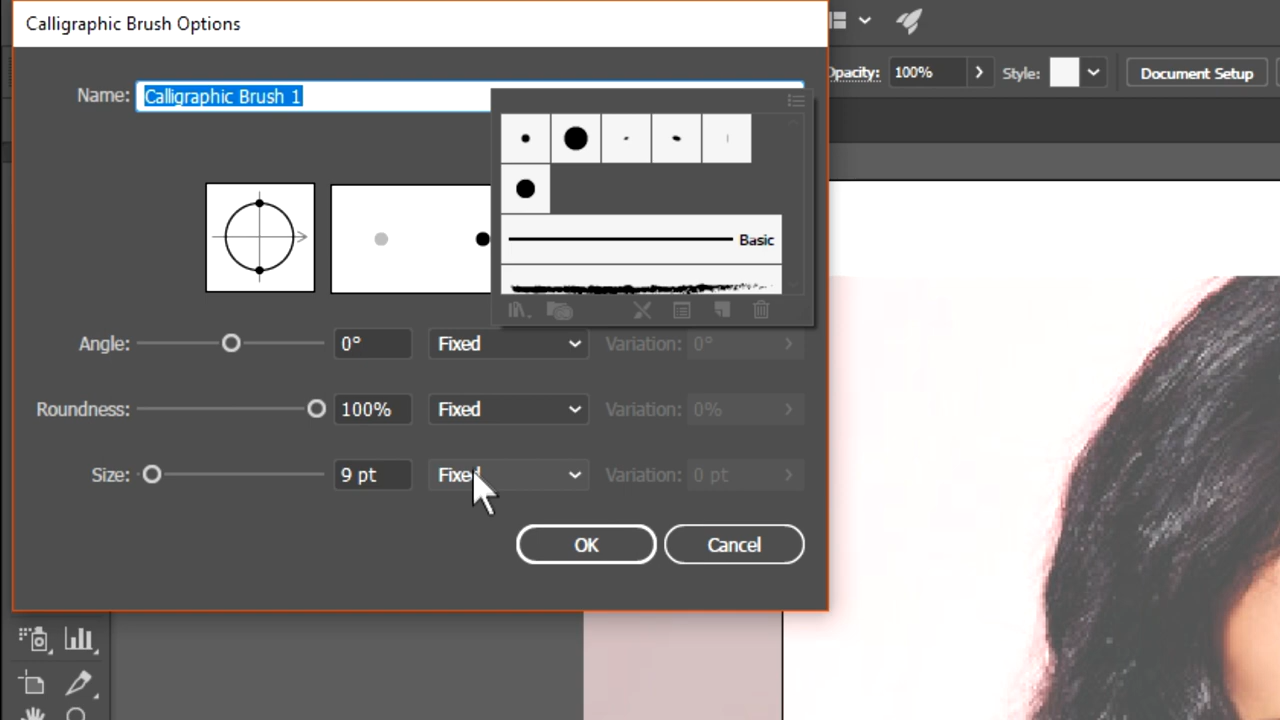 Calligraphic Brush Options
Opacity: 100% Style: Document Setup
Name: Calligraphic Brush 1
Basic
Angle: 0° Fixed Variation: 0°
Roundness: 100% Fixed Variation: 0%
Size: 9 pt Fixed Variation: 0 pt
OK Cancel